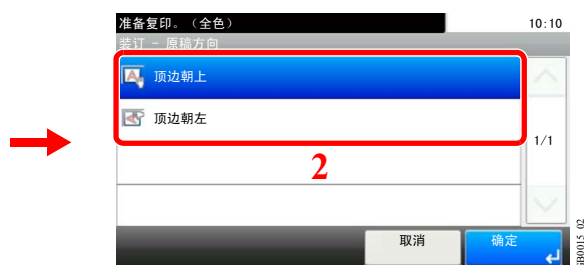 准备复印。（全色） 10:10
装订 - 原稿方向
顶边朝上
顶边朝左
1/1
2
取消 确定